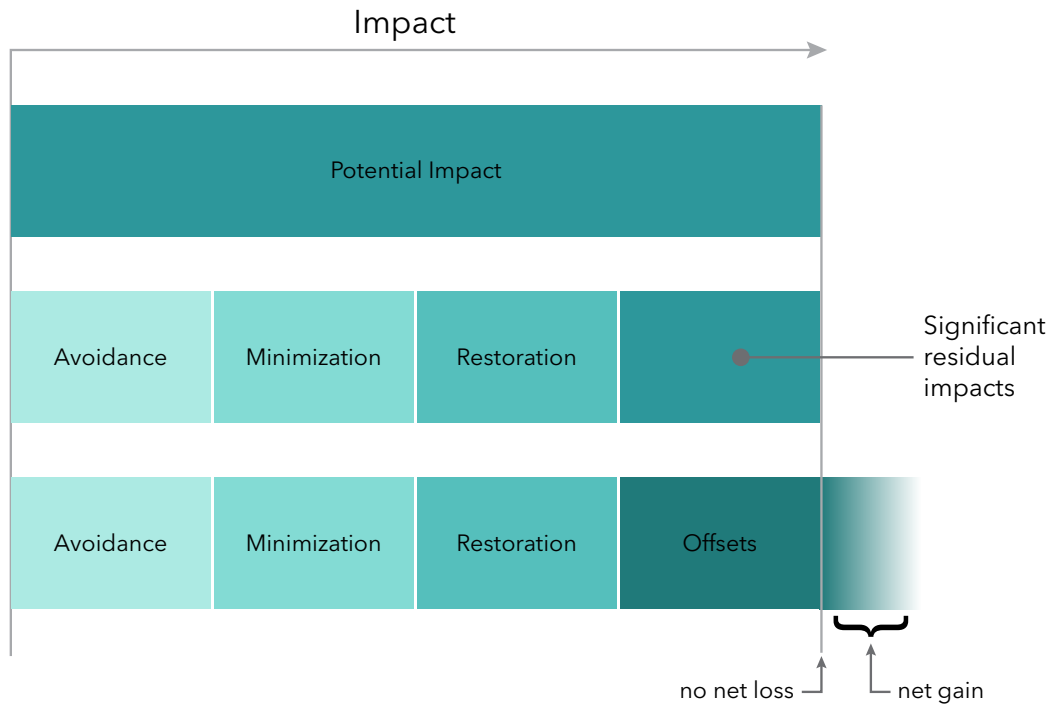 Impact
Potential Impact
Avoidance
Minimization
Restoration
Significant
residual
impacts
Avoidance
Minimization
Restoration
Offsets
no net loss
net gain